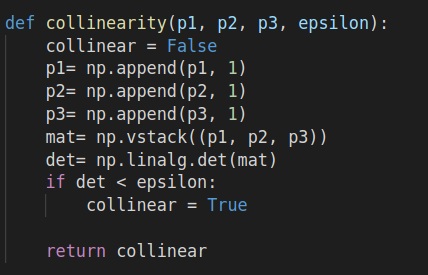 def collinearity(p1, p2, p3, epsilon):
    collinear = False
    p1= np.append(p1, 1)
    p2= np.append(p2, 1)
    p3= np.append(p3, 1)
    mat= np.vstack((p1, p2, p3))
    det= np.linalg.det(mat)
    if det < epsilon:
        collinear = True
    return collinear